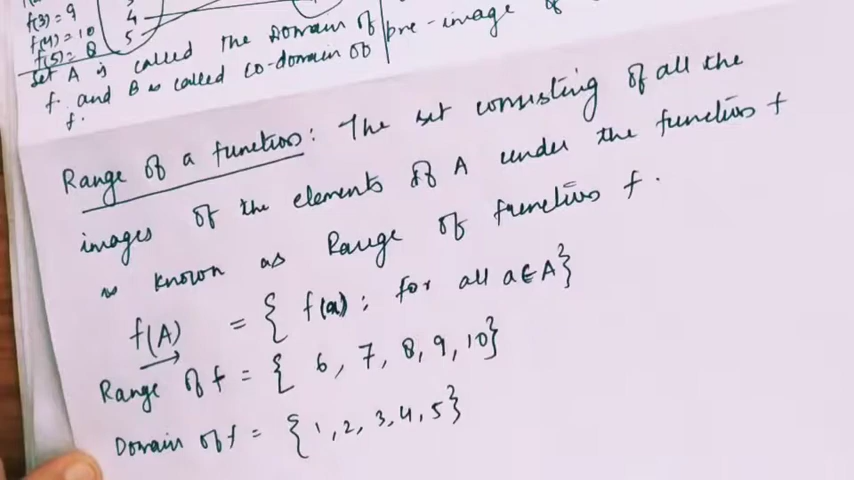 f(3) = 9
f(4) = 10
f(5) = 8
4
5
Set A is called the Domain of
f. and B is called co-domain of
f.
pre-image of
Range of a function: The set consisting of all the
images of the elements of A under the function f
is known as Range of function f.
f(A) = { f(a) ; for all a∈A }
Range of f = { 6, 7, 8, 9, 10 }
Domain of f = { 1, 2, 3, 4, 5 }